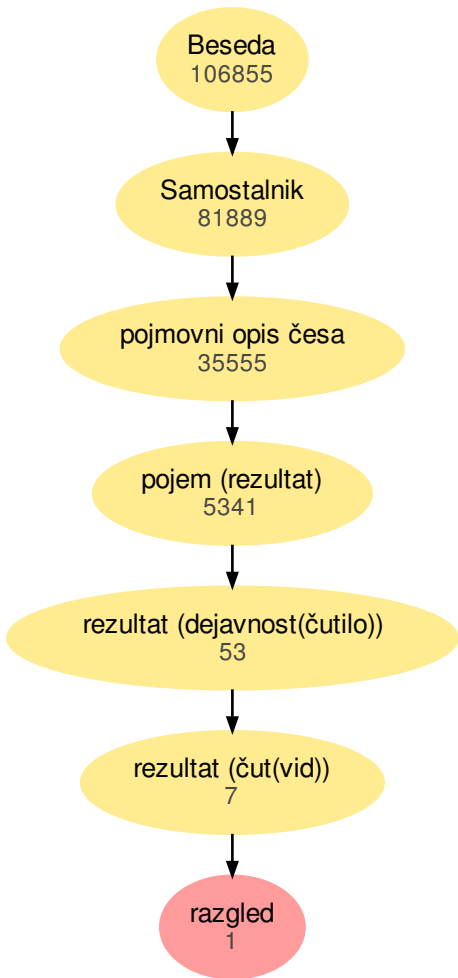 Beseda
106855
Samostalnik
81889
pojmovni opis česa
35555
pojem (rezultat)
5341
rezultat (dejavnost(čutilo))
53
rezultat (čut(vid))
7
razgled
1